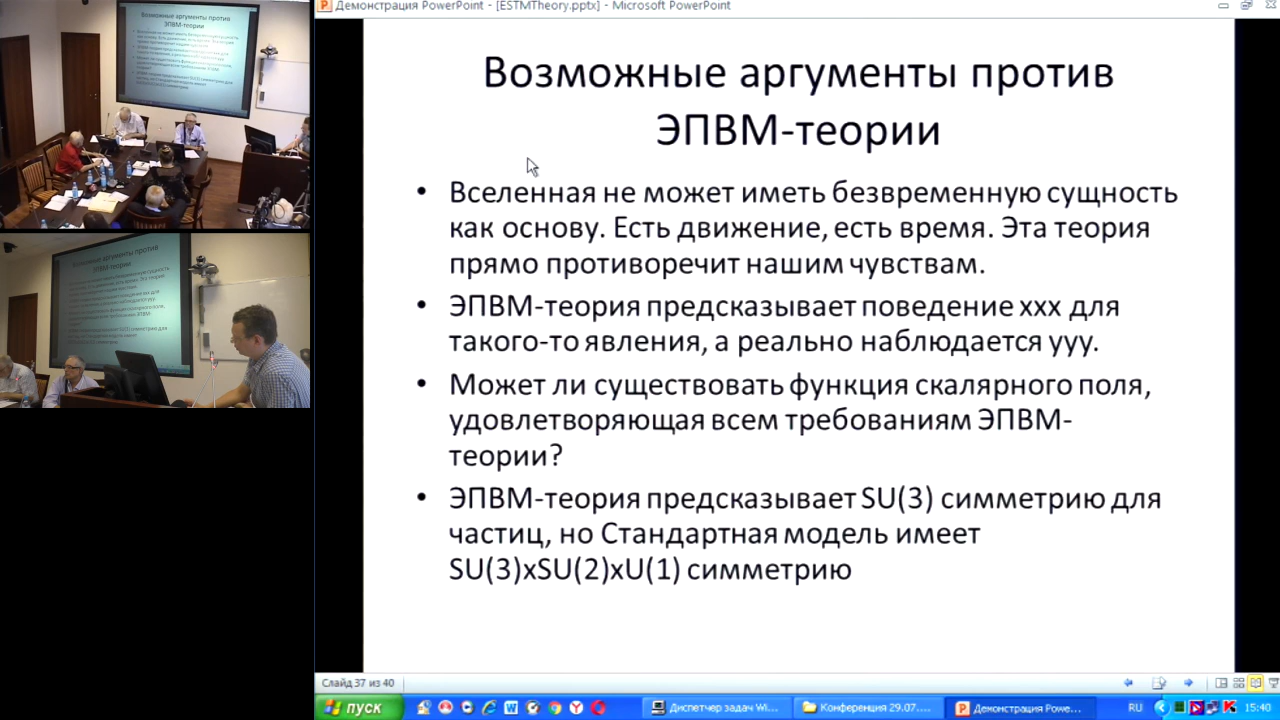 Демонстрация PowerPoint - [ESTMTheory.pptx] - Microsoft PowerPoint
Возможные аргументы против
ЭПВМ-теории
• Вселенная не может иметь безвременную сущность
как основу. Есть движение, есть время. Эта теория
прямо противоречит нашим чувствам.
• ЭПВМ-теория предсказывает поведение xxx для
такого-то явления, а реально наблюдается yyy.
• Может ли существовать функция скалярного поля,
удовлетворяющая всем требованиям ЭПВМ-
теории?
• ЭПВМ-теория предсказывает SU(3) симметрию для
частиц, но Стандартная модель имеет
SU(3)xSU(2)xU(1) симметрию
Слайд 37 из 40
пуск
Диспетчер задач Wi...
Конференция 29.07....
Демонстрация Powe...
RU
15:40